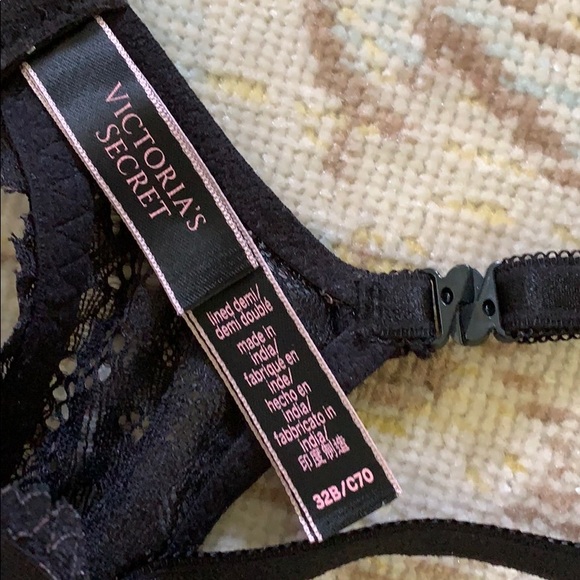 VICTORIA'S
SECRET
lined demi/
demi doublé
made in
india/
fabriqué en
inde/
hecho en
india/
fabbricato in
india/
印度制造
32B/C70